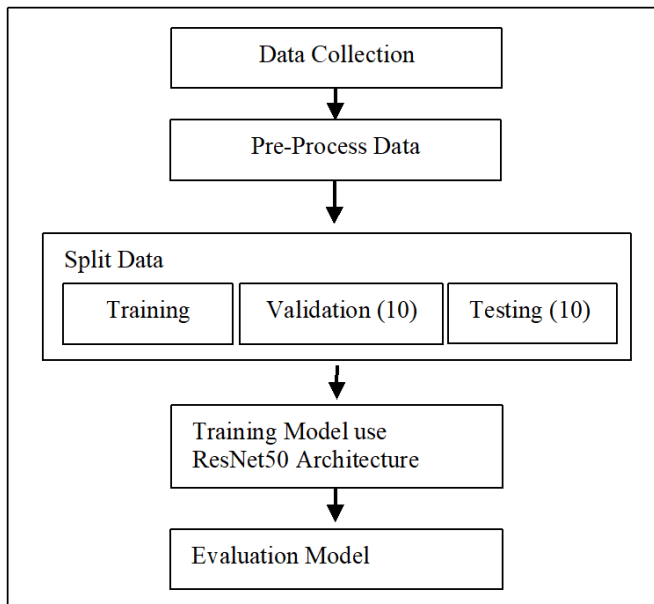 Data Collection
Pre-Process Data
Split Data
Training
Validation (10)
Testing (10)
Training Model use
ResNet50 Architecture
Evaluation Model